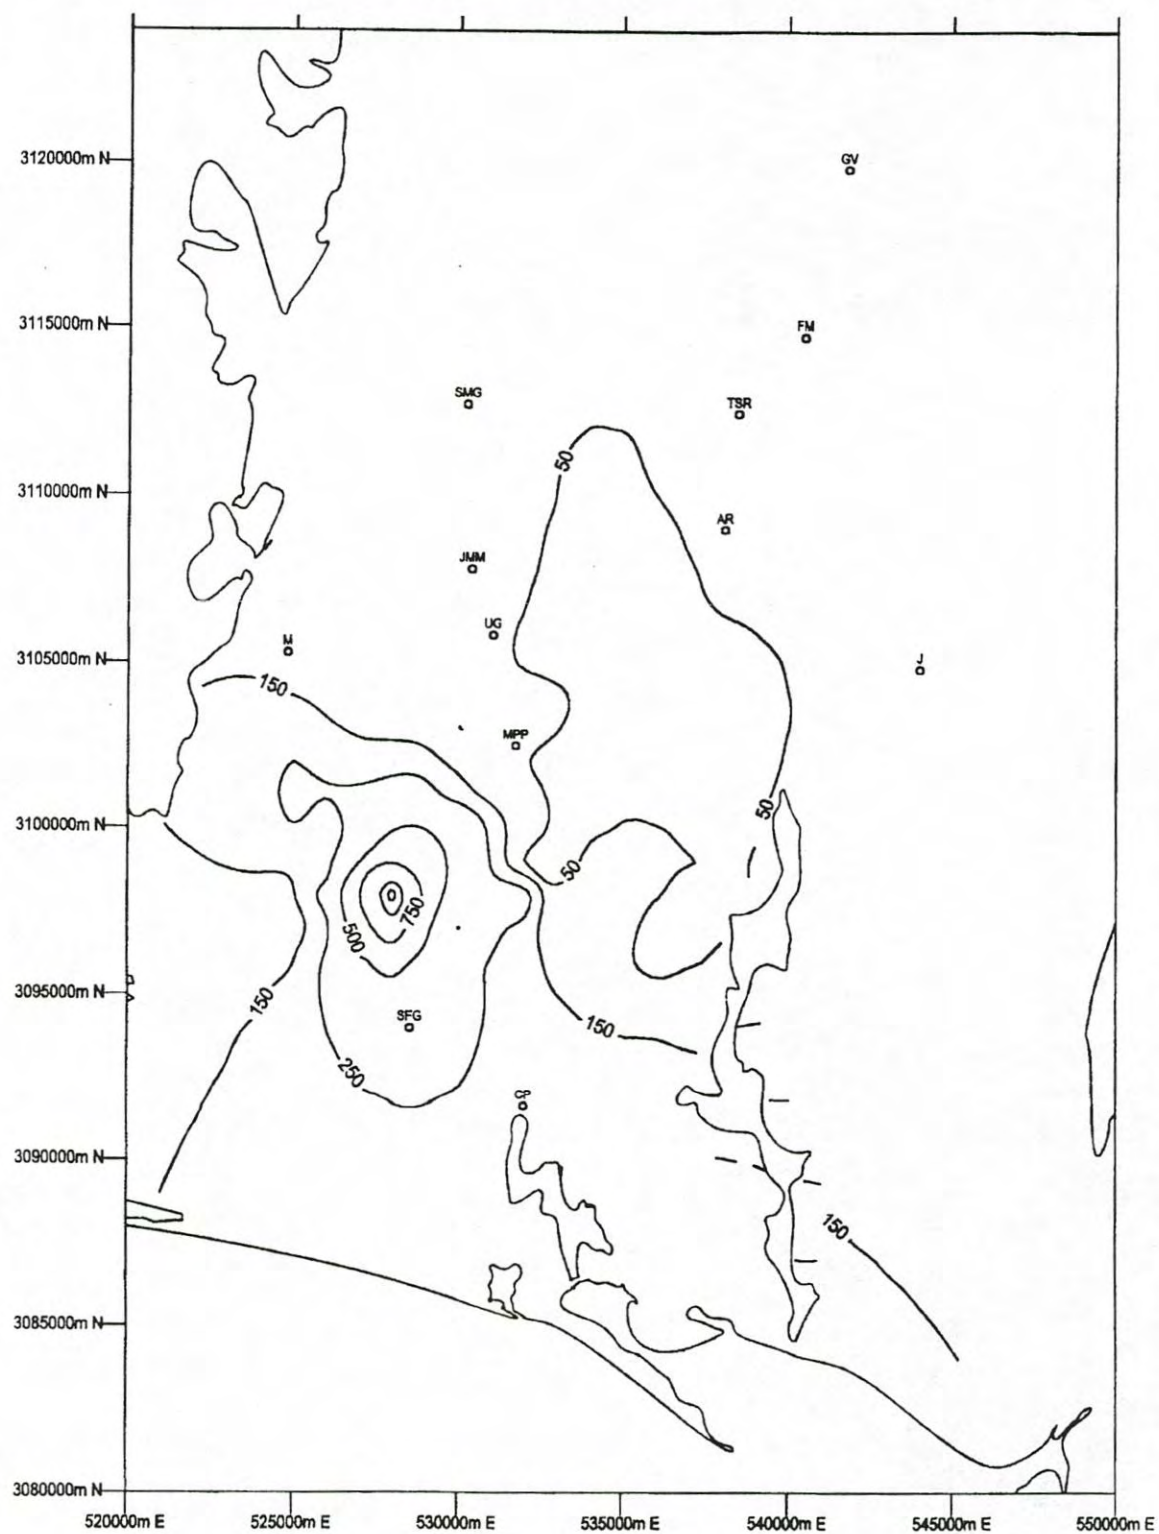 3120000m N
GV
3115000m N
FM
SMG
TSR
50
3110000m N
AR
JMM
UG
M
3105000m N
J
150
MPP
50
3100000m N
50
750
500
3095000m N
150
SFG
150
250
CP
3090000m N
150
3085000m N
3080000m N
520000m E
525000m E
530000m E
535000m E
540000m E
545000m E
550000m E